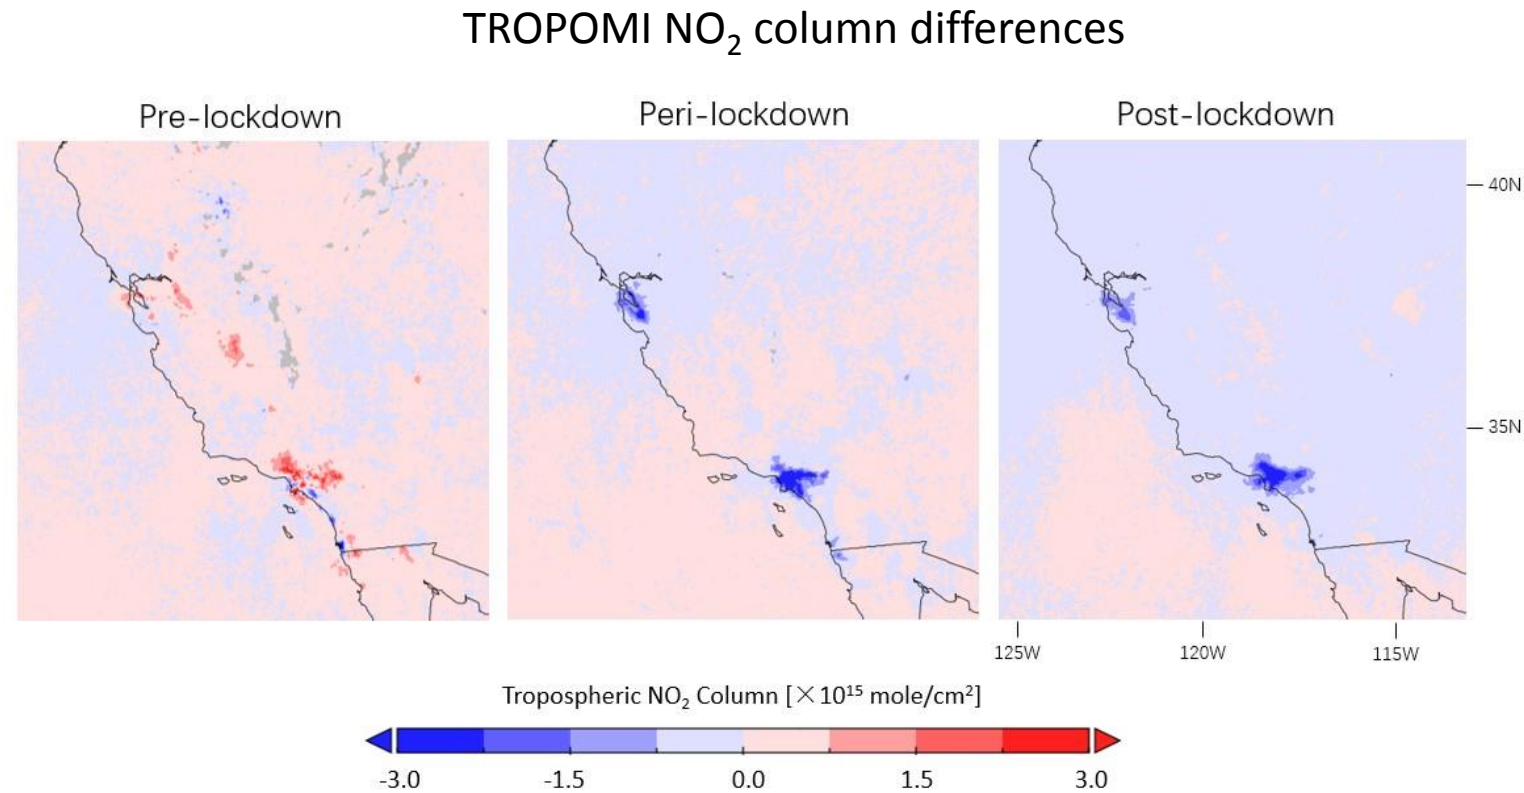 TROPOMI NO₂ column differences
Pre-lockdown
Peri-lockdown
Post-lockdown
40N
35N
125W
120W
115W
Tropospheric NO₂ Column [×10¹⁵ mole/cm²]
-3.0
-1.5
0.0
1.5
3.0